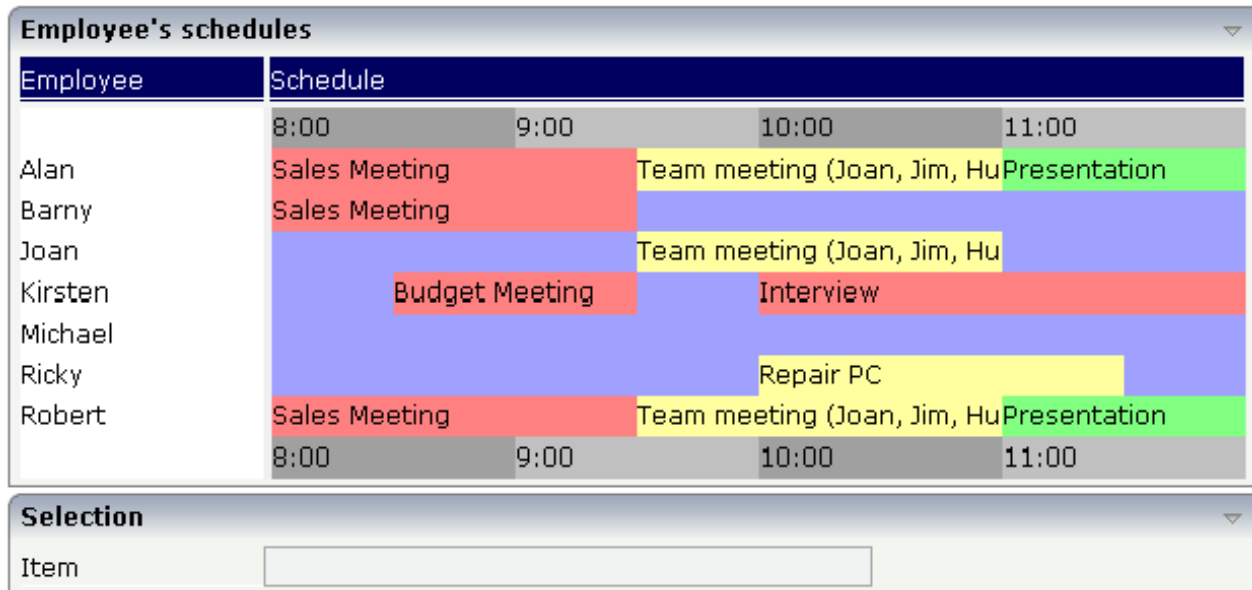 Employee's schedules
Employee Schedule
8:00 9:00 10:00 11:00
Alan Sales Meeting Team meeting (Joan, Jim, Hu Presentation
Barny Sales Meeting
Joan Team meeting (Joan, Jim, Hu
Kirsten Budget Meeting Interview
Michael
Ricky Repair PC
Robert Sales Meeting Team meeting (Joan, Jim, Hu Presentation
8:00 9:00 10:00 11:00
Selection
Item